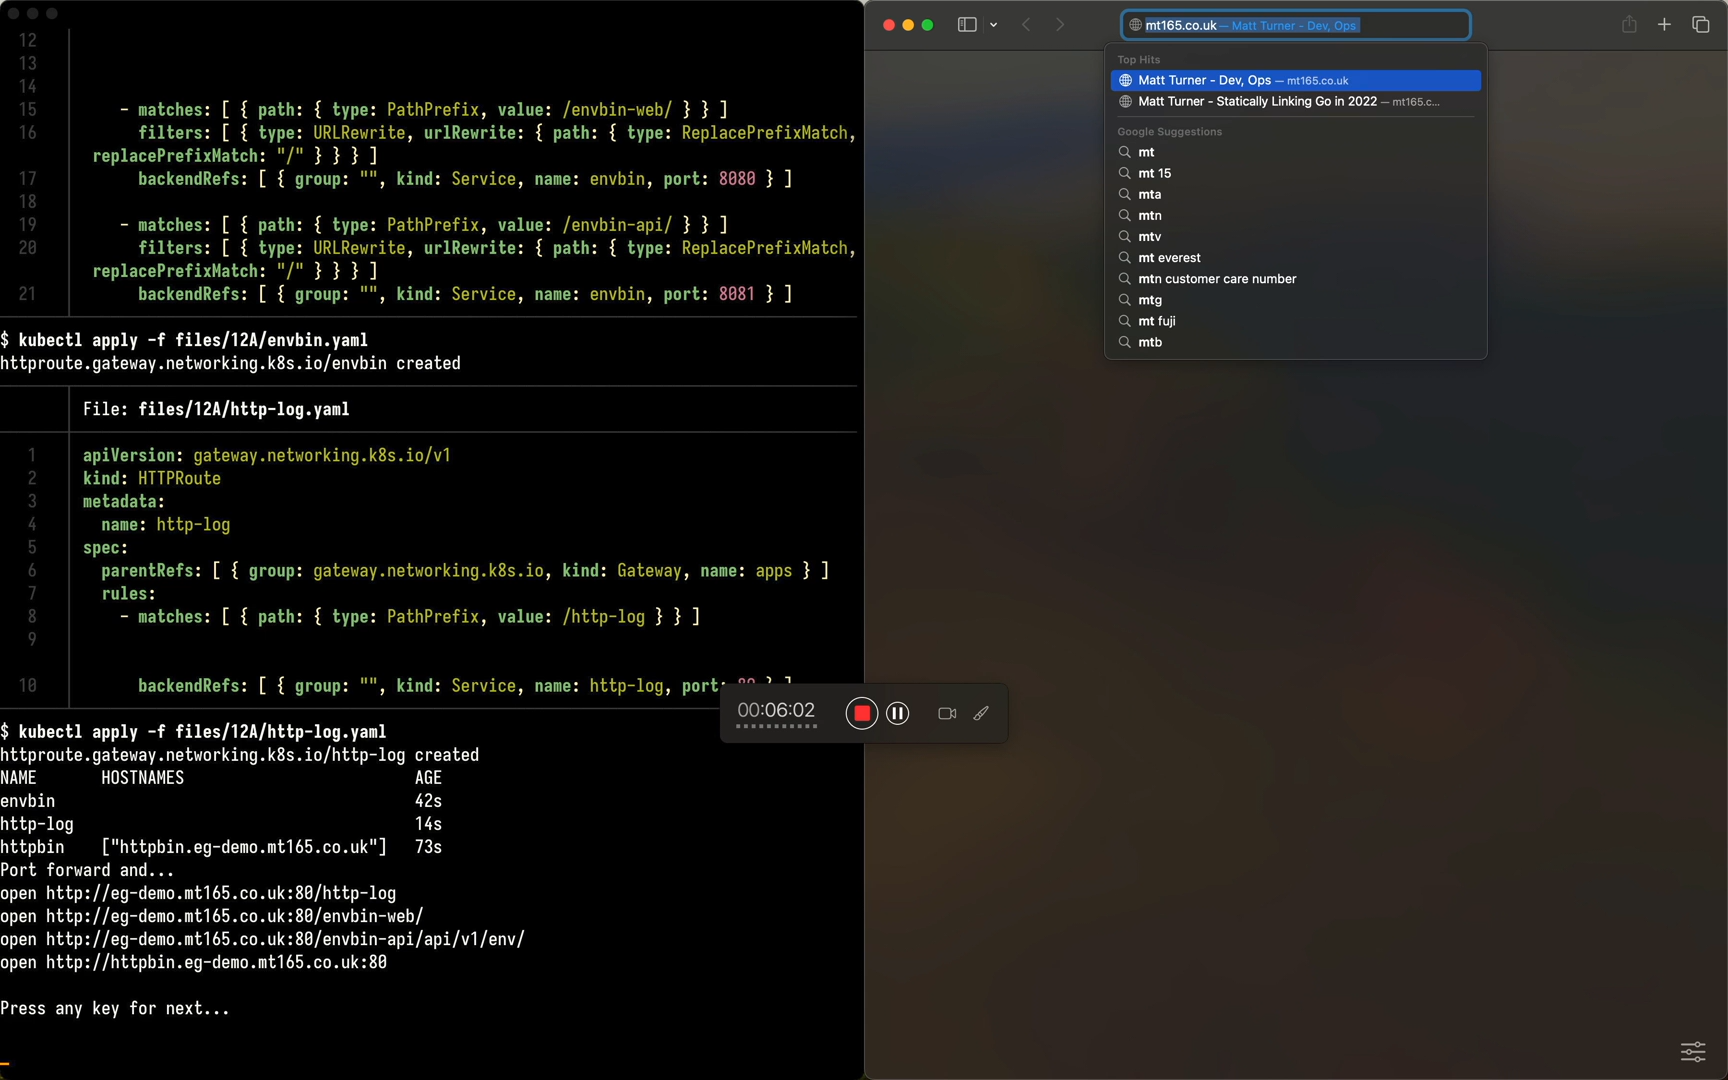 12
13
14
15 - matches: [ { path: { type: PathPrefix, value: /envbin-web/ } } ]
16 filters: [ { type: URLRewrite, urlRewrite: { path: { type: ReplacePrefixMatch,
replacePrefixMatch: "/" } } } ]
17 backendRefs: [ { group: "", kind: Service, name: envbin, port: 8080 } ]
18
19 - matches: [ { path: { type: PathPrefix, value: /envbin-api/ } } ]
20 filters: [ { type: URLRewrite, urlRewrite: { path: { type: ReplacePrefixMatch,
replacePrefixMatch: "/" } } } ]
21 backendRefs: [ { group: "", kind: Service, name: envbin, port: 8081 } ]
$ kubectl apply -f files/12A/envbin.yaml
httproute.gateway.networking.k8s.io/envbin created
File: files/12A/http-log.yaml
1 apiVersion: gateway.networking.k8s.io/v1
2 kind: HTTPRoute
3 metadata:
4 name: http-log
5 spec:
6 parentRefs: [ { group: gateway.networking.k8s.io, kind: Gateway, name: apps } ]
7 rules:
8 - matches: [ { path: { type: PathPrefix, value: /http-log } } ]
9
10 backendRefs: [ { group: "", kind: Service, name: http-log, port:
$ kubectl apply -f files/12A/http-log.yaml
httproute.gateway.networking.k8s.io/http-log created
NAME HOSTNAMES AGE
envbin 42s
http-log 14s
httpbin ["httpbin.eg-demo.mt165.co.uk"] 73s
Port forward and...
open http://eg-demo.mt165.co.uk:80/http-log
open http://eg-demo.mt165.co.uk:80/envbin-web/
open http://eg-demo.mt165.co.uk:80/envbin-api/api/v1/env/
open http://httpbin.eg-demo.mt165.co.uk:80
Press any key for next...
00:06:02
mt165.co.uk — Matt Turner - Dev, Ops
Top Hits
Matt Turner - Dev, Ops — mt165.co.uk
Matt Turner - Statically Linking Go in 2022 — mt165.c...
Google Suggestions
mt
mt 15
mta
mtn
mtv
mt everest
mtn customer care number
mtg
mt fuji
mtb